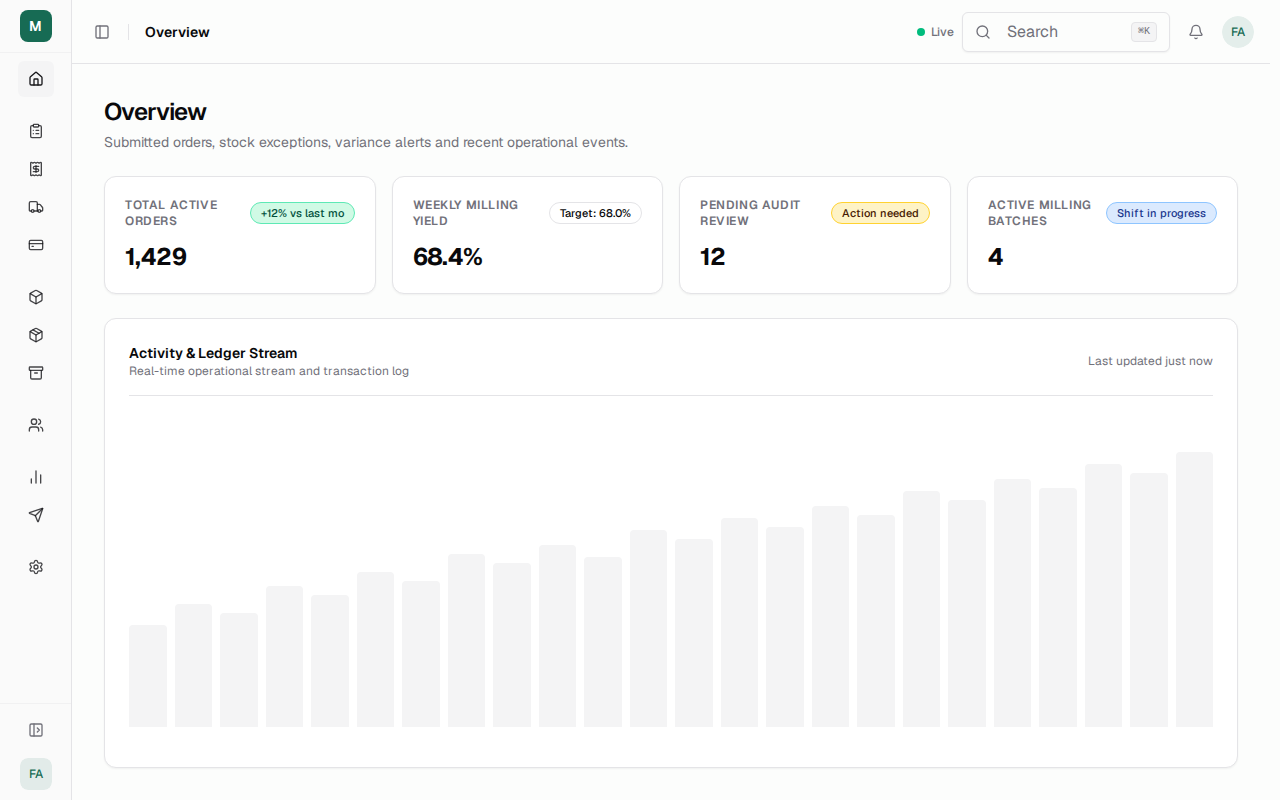 M
Overview
Live
Search
⌘K
FA
Overview
Submitted orders, stock exceptions, variance alerts and recent operational events.
TOTAL ACTIVE
ORDERS
+12% vs last mo
1,429
WEEKLY MILLING
YIELD
Target: 68.0%
68.4%
PENDING AUDIT
REVIEW
Action needed
12
ACTIVE MILLING
BATCHES
Shift in progress
4
Activity & Ledger Stream
Real-time operational stream and transaction log
Last updated just now
FA